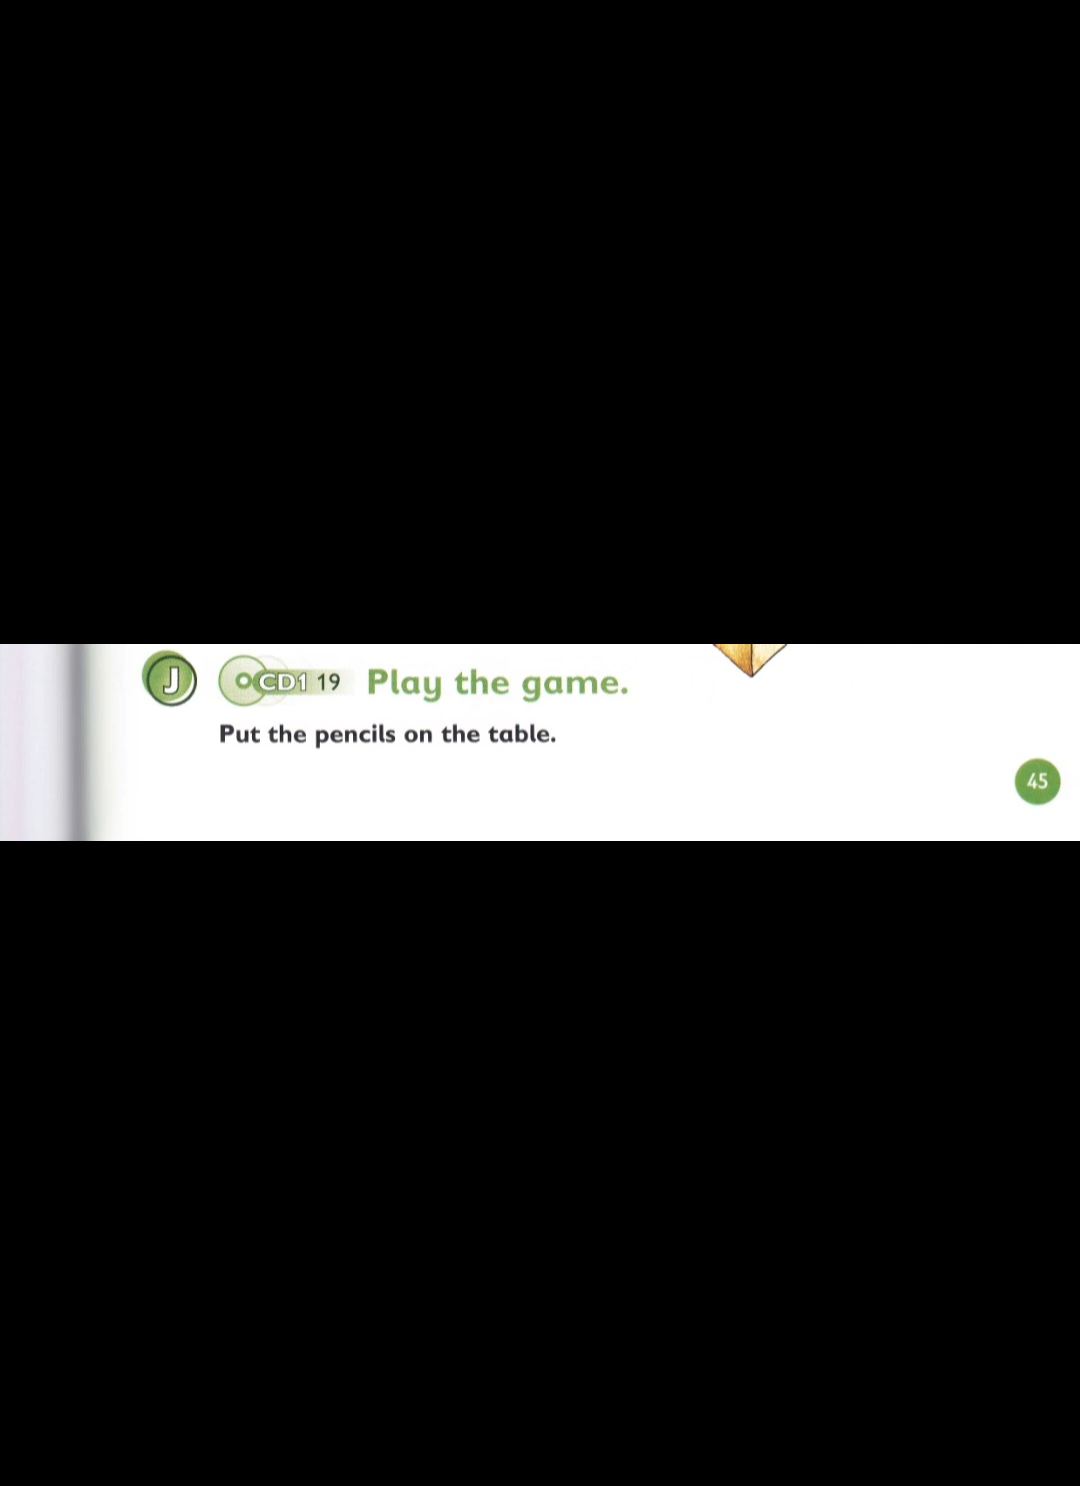 J CD1 19 Play the game.
Put the pencils on the table.
45